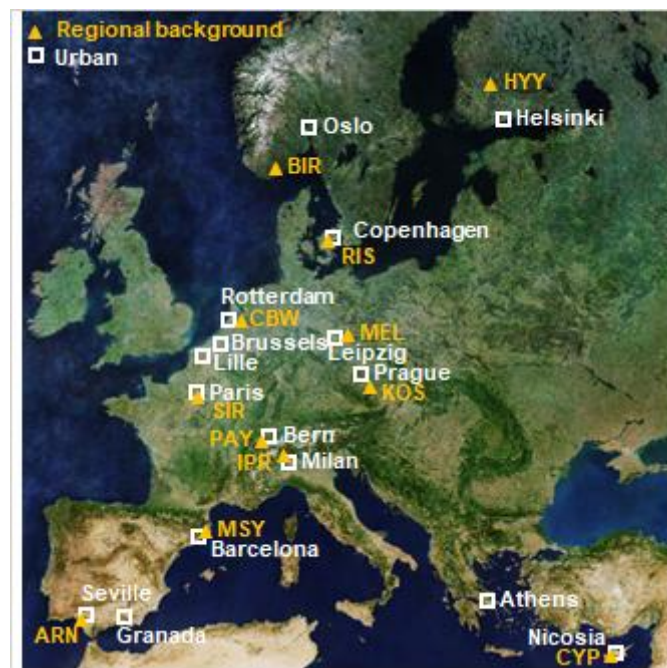 Regional background
Urban
HYY
Oslo
Helsinki
BIR
Copenhagen
RIS
Rotterdam
CBW
MEL
Brussels
Leipzig
Lille
Prague
Paris
KOS
SIR
PAY
Bern
IPR
Milan
MSY
Barcelona
Seville
Athens
ARN
Granada
Nicosia
CYP